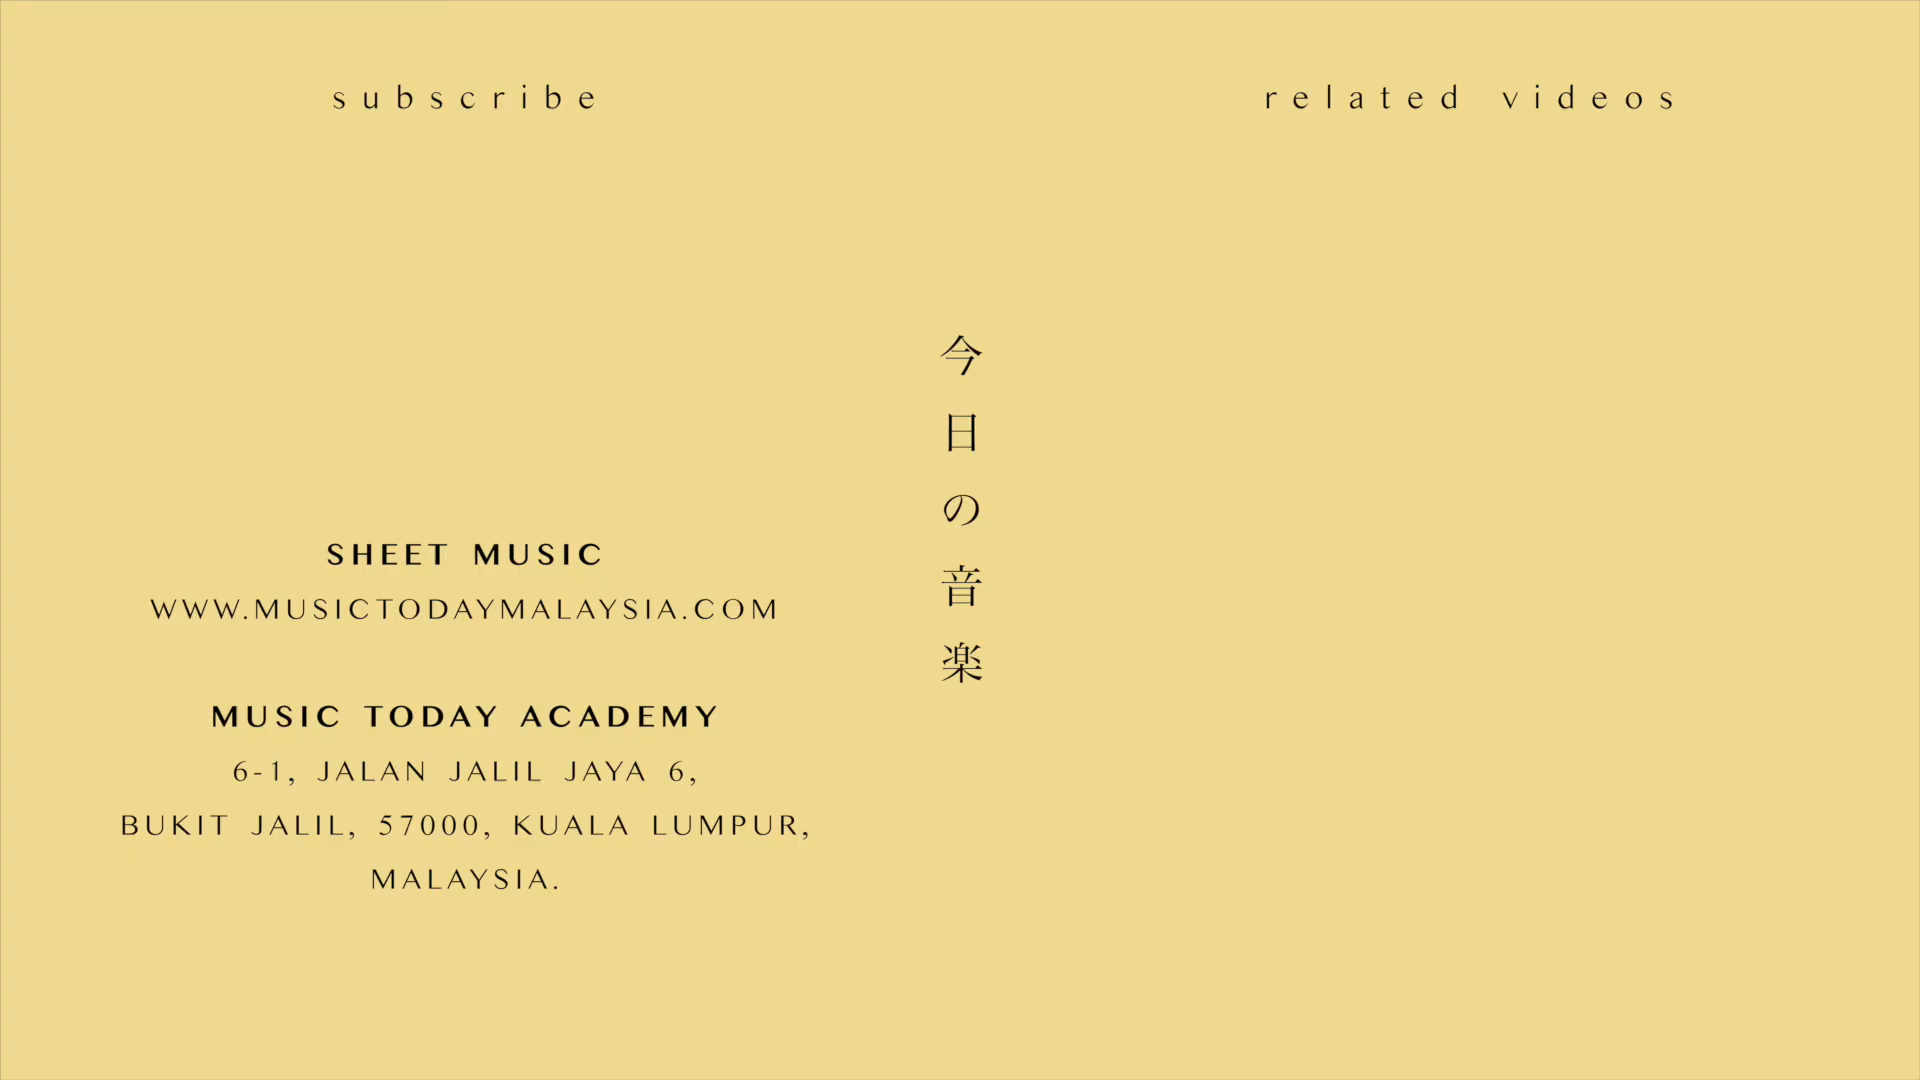 subscribe
related videos
今日の音楽
SHEET MUSIC
WWW.MUSICTODAYMALAYSIA.COM
MUSIC TODAY ACADEMY
6-1, JALAN JALIL JAYA 6,
BUKIT JALIL, 57000, KUALA LUMPUR,
MALAYSIA.